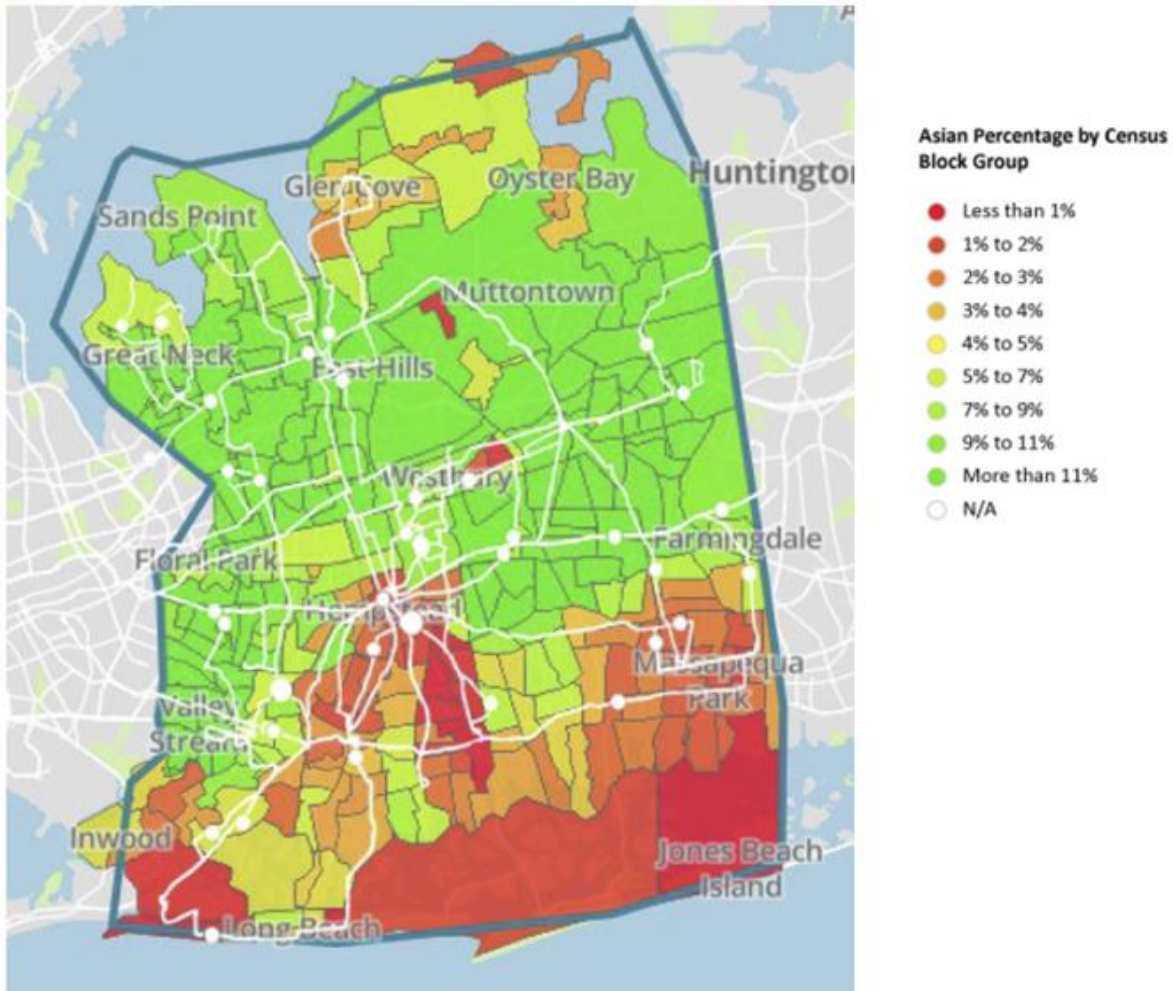 Asian Percentage by Census
Block Group
Less than 1%
1% to 2%
2% to 3%
3% to 4%
4% to 5%
5% to 7%
7% to 9%
9% to 11%
More than 11%
N/A
Huntington
Glen Cove
Oyster Bay
Sands Point
Muttontown
Great Neck
East Hills
Westbury
Floral Park
Farmingdale
Hempstead
Massapequa
Park
Valley
Stream
Inwood
Jones Beach
Island
Long Beach